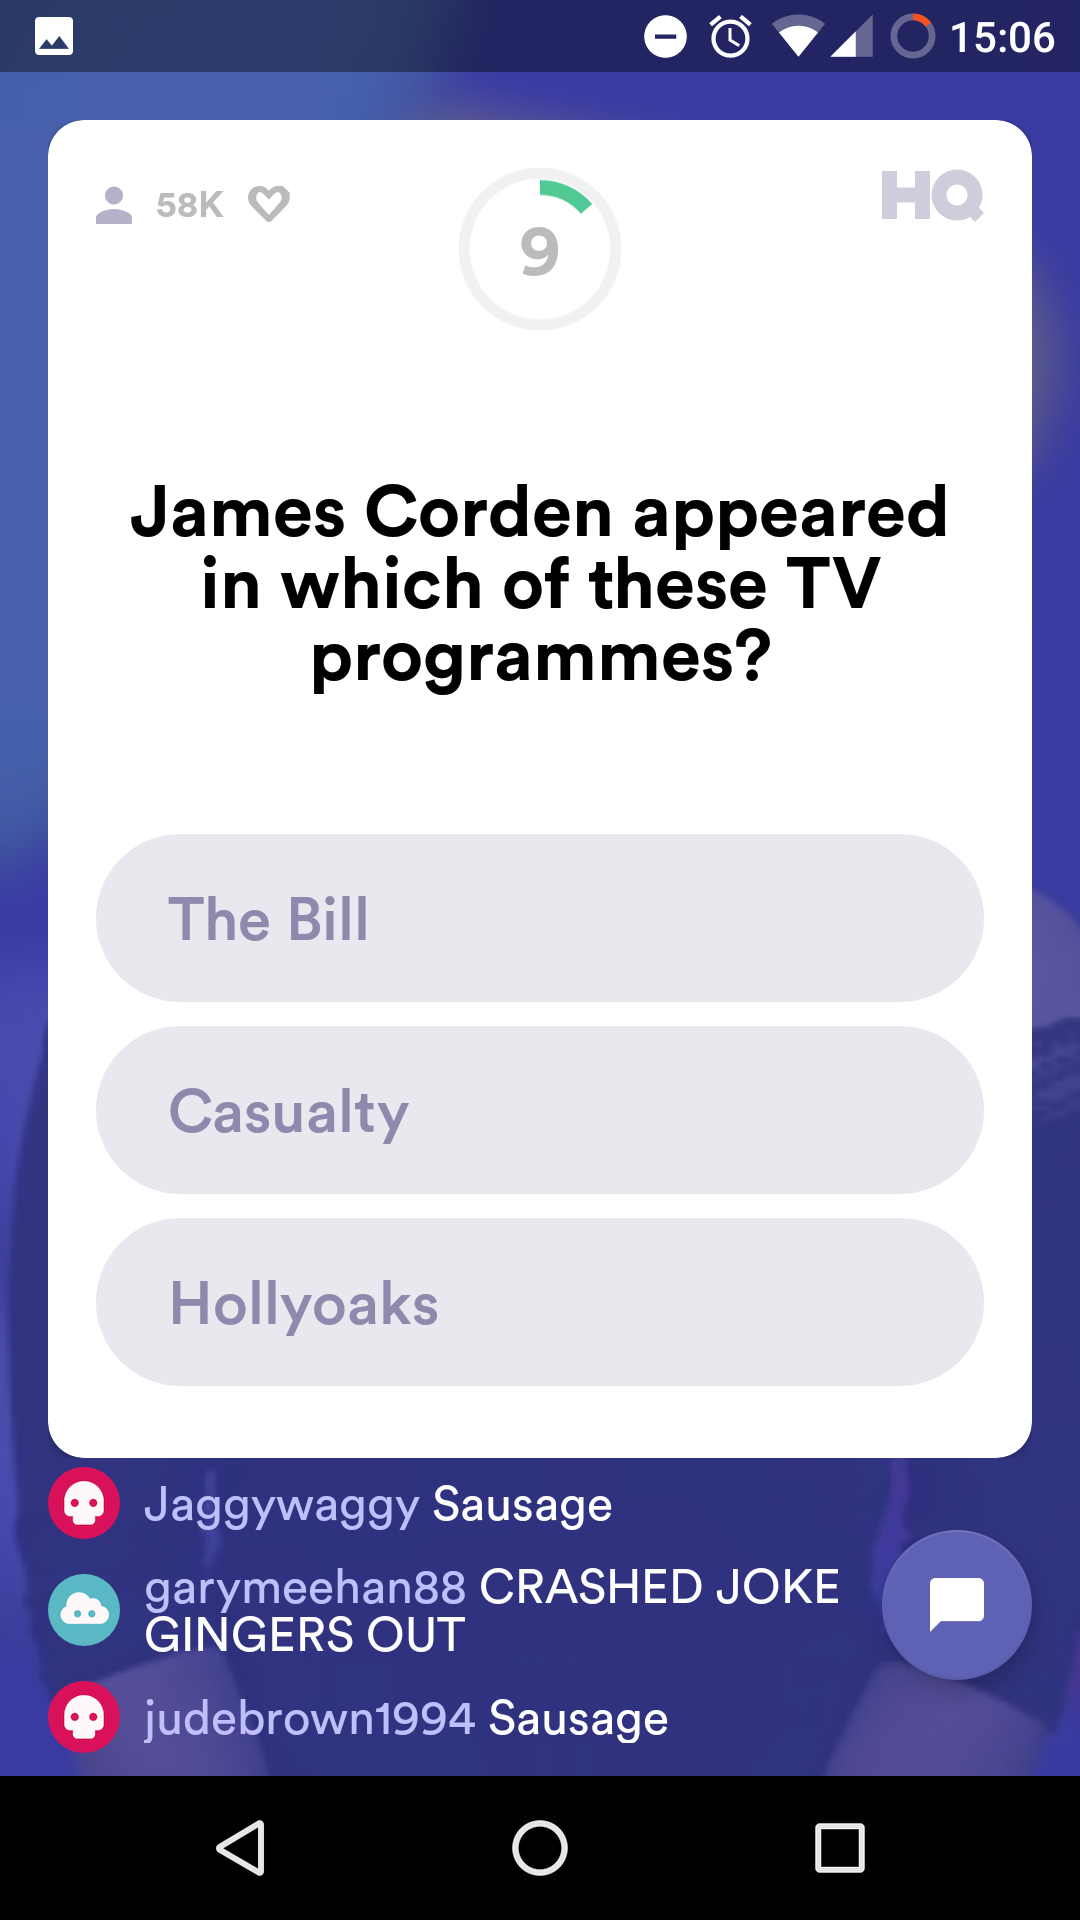 15:06
58K
9
HQ
James Corden appeared
in which of these TV
programmes?
The Bill
Casualty
Hollyoaks
Jaggywaggy Sausage
garymeehan88 CRASHED JOKE
GINGERS OUT
judebrown1994 Sausage